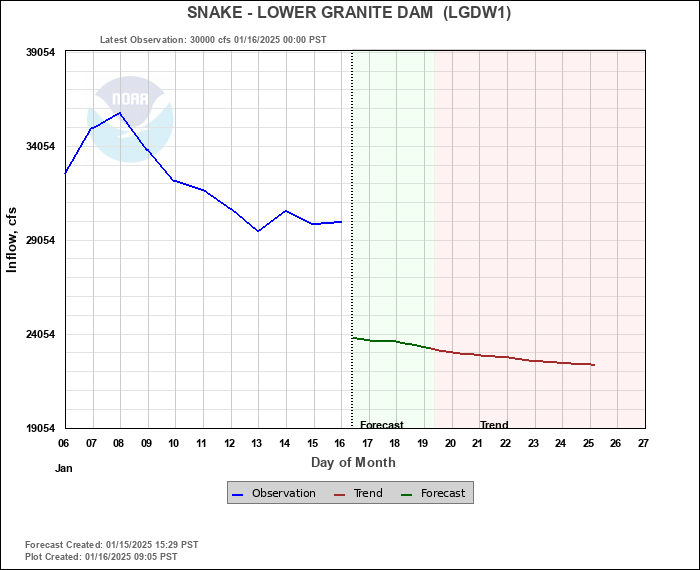 SNAKE - LOWER GRANITE DAM (LGDW1)
Latest Observation: 30000 cfs 01/16/2025 00:00 PST
39054
34054
29054
24054
19054
Inflow, cfs
NOAA
Forecast
Trend
06 07 08 09 10 11 12 13 14 15 16 17 18 19 20 21 22 23 24 25 26 27
Jan
Day of Month
Observation Trend Forecast
Forecast Created: 01/15/2025 15:29 PST
Plot Created: 01/16/2025 09:05 PST